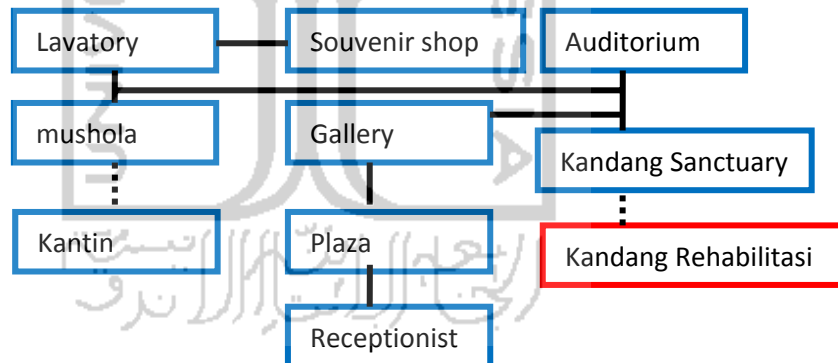 Lavatory
Souvenir shop
Auditorium
mushola
Gallery
Kandang Sanctuary
Kantin
Plaza
Kandang Rehabilitasi
Receptionist